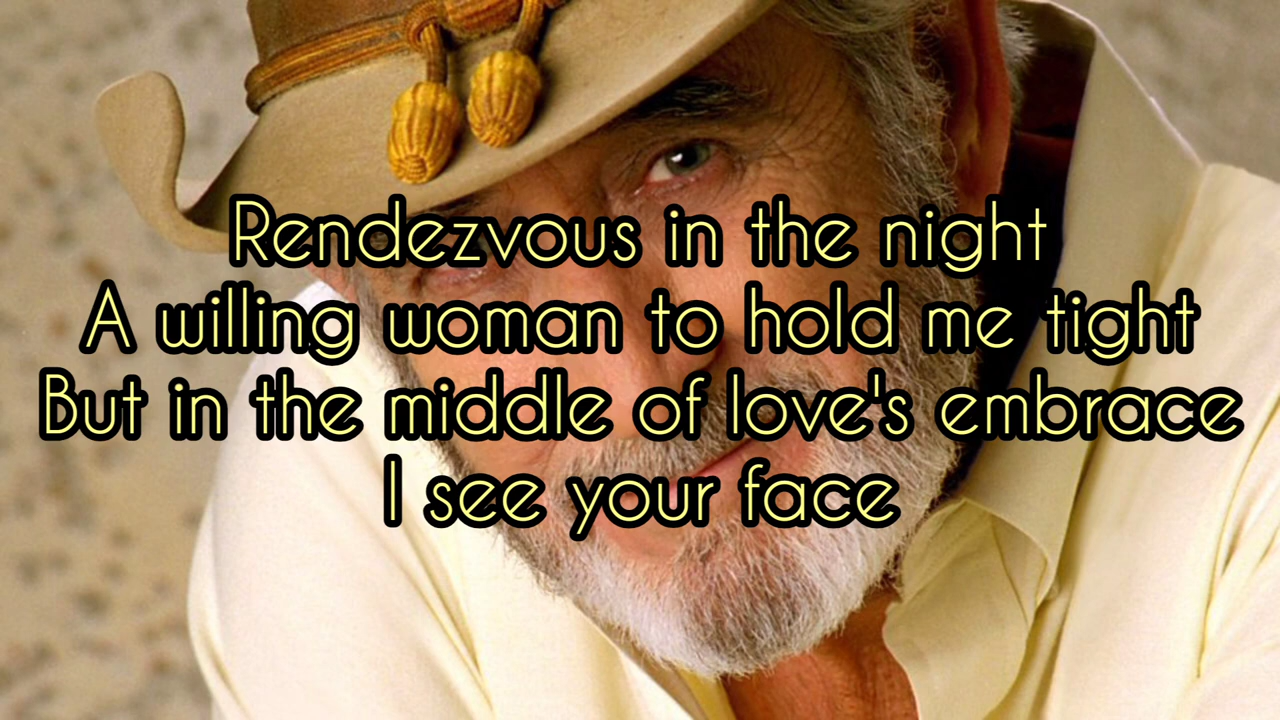 Rendezvous in the night
A willing woman to hold me tight
But in the middle of love's embrace
I see your face